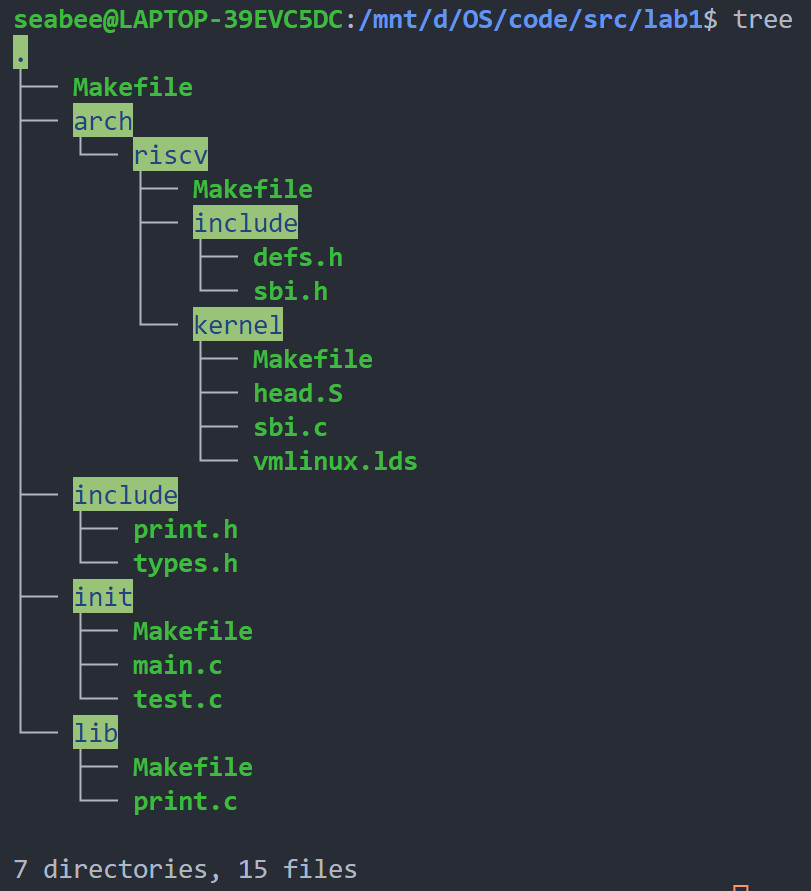 seabee@LAPTOP-39EVC5DC:/mnt/d/OS/code/src/lab1$ tree
.
├── Makefile
├── arch
│   └── riscv
│       ├── Makefile
│       ├── include
│       │   ├── defs.h
│       │   └── sbi.h
│       └── kernel
│           ├── Makefile
│           ├── head.S
│           ├── sbi.c
│           └── vmlinux.lds
├── include
│   ├── print.h
│   └── types.h
├── init
│   ├── Makefile
│   ├── main.c
│   └── test.c
└── lib
    ├── Makefile
    └── print.c
7 directories, 15 files